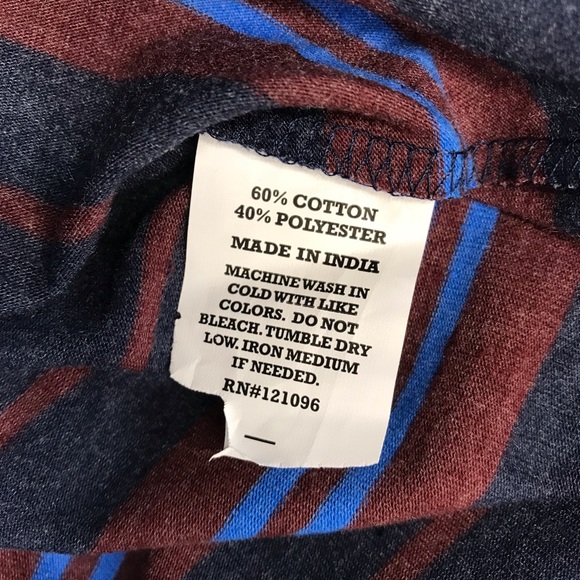 60% COTTON
40% POLYESTER
MADE IN INDIA
MACHINE WASH IN
COLD WITH LIKE
COLORS. DO NOT
BLEACH. TUMBLE DRY
LOW. IRON MEDIUM
IF NEEDED.
RN#121096
—